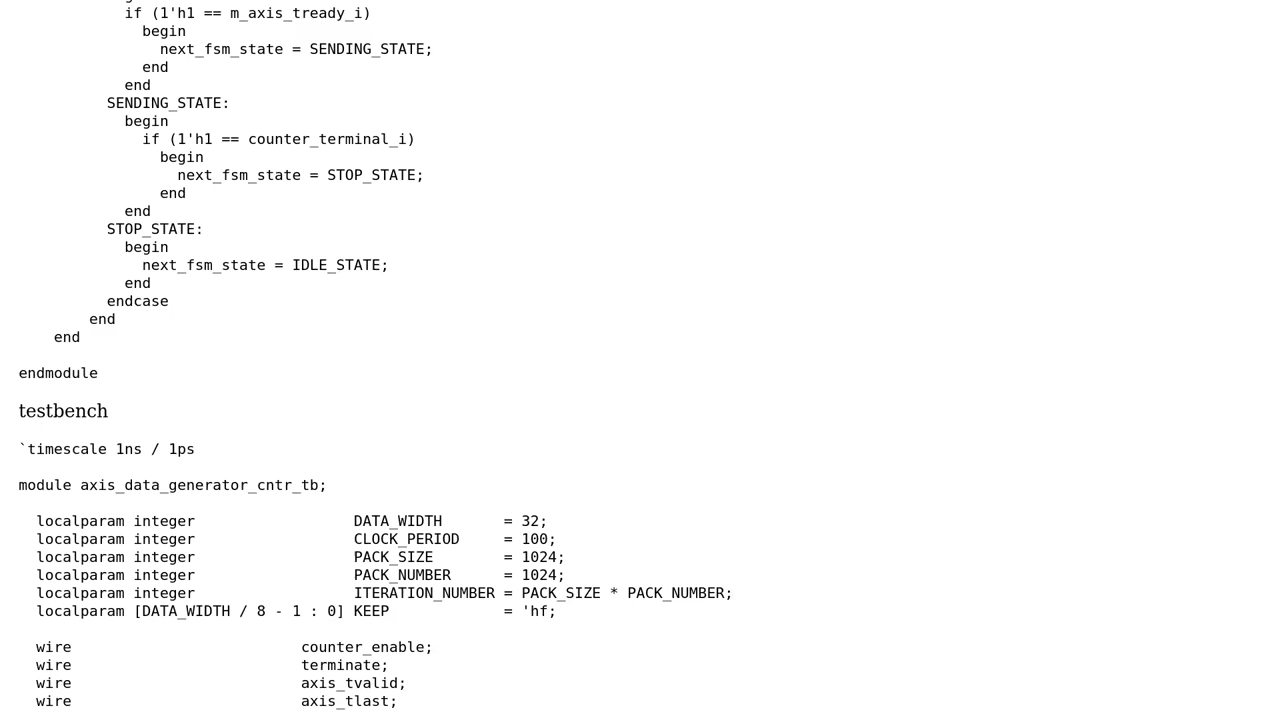 if (1'h1 == m_axis_tready_i)
              begin
                next_fsm_state = SENDING_STATE;
              end
            end
          SENDING_STATE:
            begin
              if (1'h1 == counter_terminal_i)
                begin
                  next_fsm_state = STOP_STATE;
                end
            end
          STOP_STATE:
            begin
              next_fsm_state = IDLE_STATE;
            end
          endcase
        end
    end

endmodule
testbench
`timescale 1ns / 1ps

module axis_data_generator_cntr_tb;

  localparam integer                  DATA_WIDTH       = 32;
  localparam integer                  CLOCK_PERIOD     = 100;
  localparam integer                  PACK_SIZE        = 1024;
  localparam integer                  PACK_NUMBER      = 1024;
  localparam integer                  ITERATION_NUMBER = PACK_SIZE * PACK_NUMBER;
  localparam [DATA_WIDTH / 8 - 1 : 0] KEEP             = 'hf;

  wire                          counter_enable;
  wire                          terminate;
  wire                          axis_tvalid;
  wire                          axis_tlast;